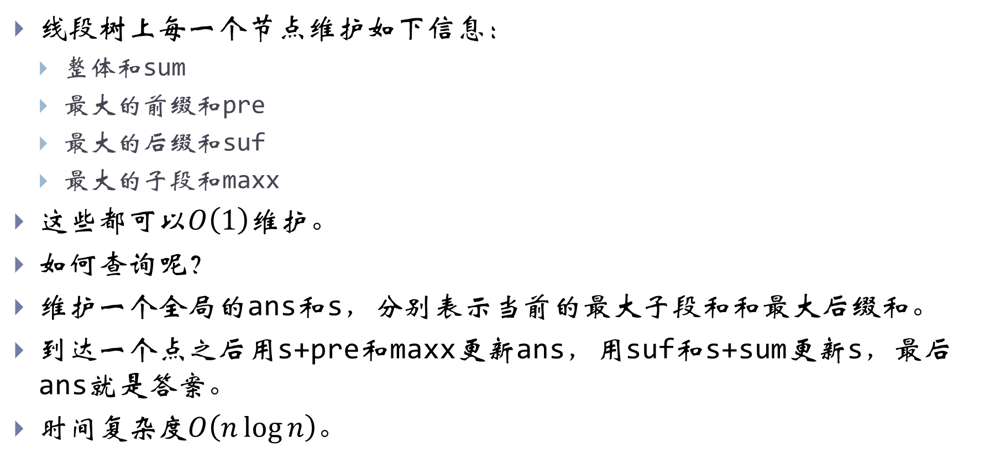 线段树上每一个节点维护如下信息：
整体和sum
最大的前缀和pre
最大的后缀和suf
最大的子段和maxx
这些都可以O(1)维护。
如何查询呢？
维护一个全局的ans和s，分别表示当前的最大子段和和最大后缀和。
到达一个点之后用s+pre和maxx更新ans，用suf和s+sum更新s，最后
ans就是答案。
时间复杂度O(n log n)。